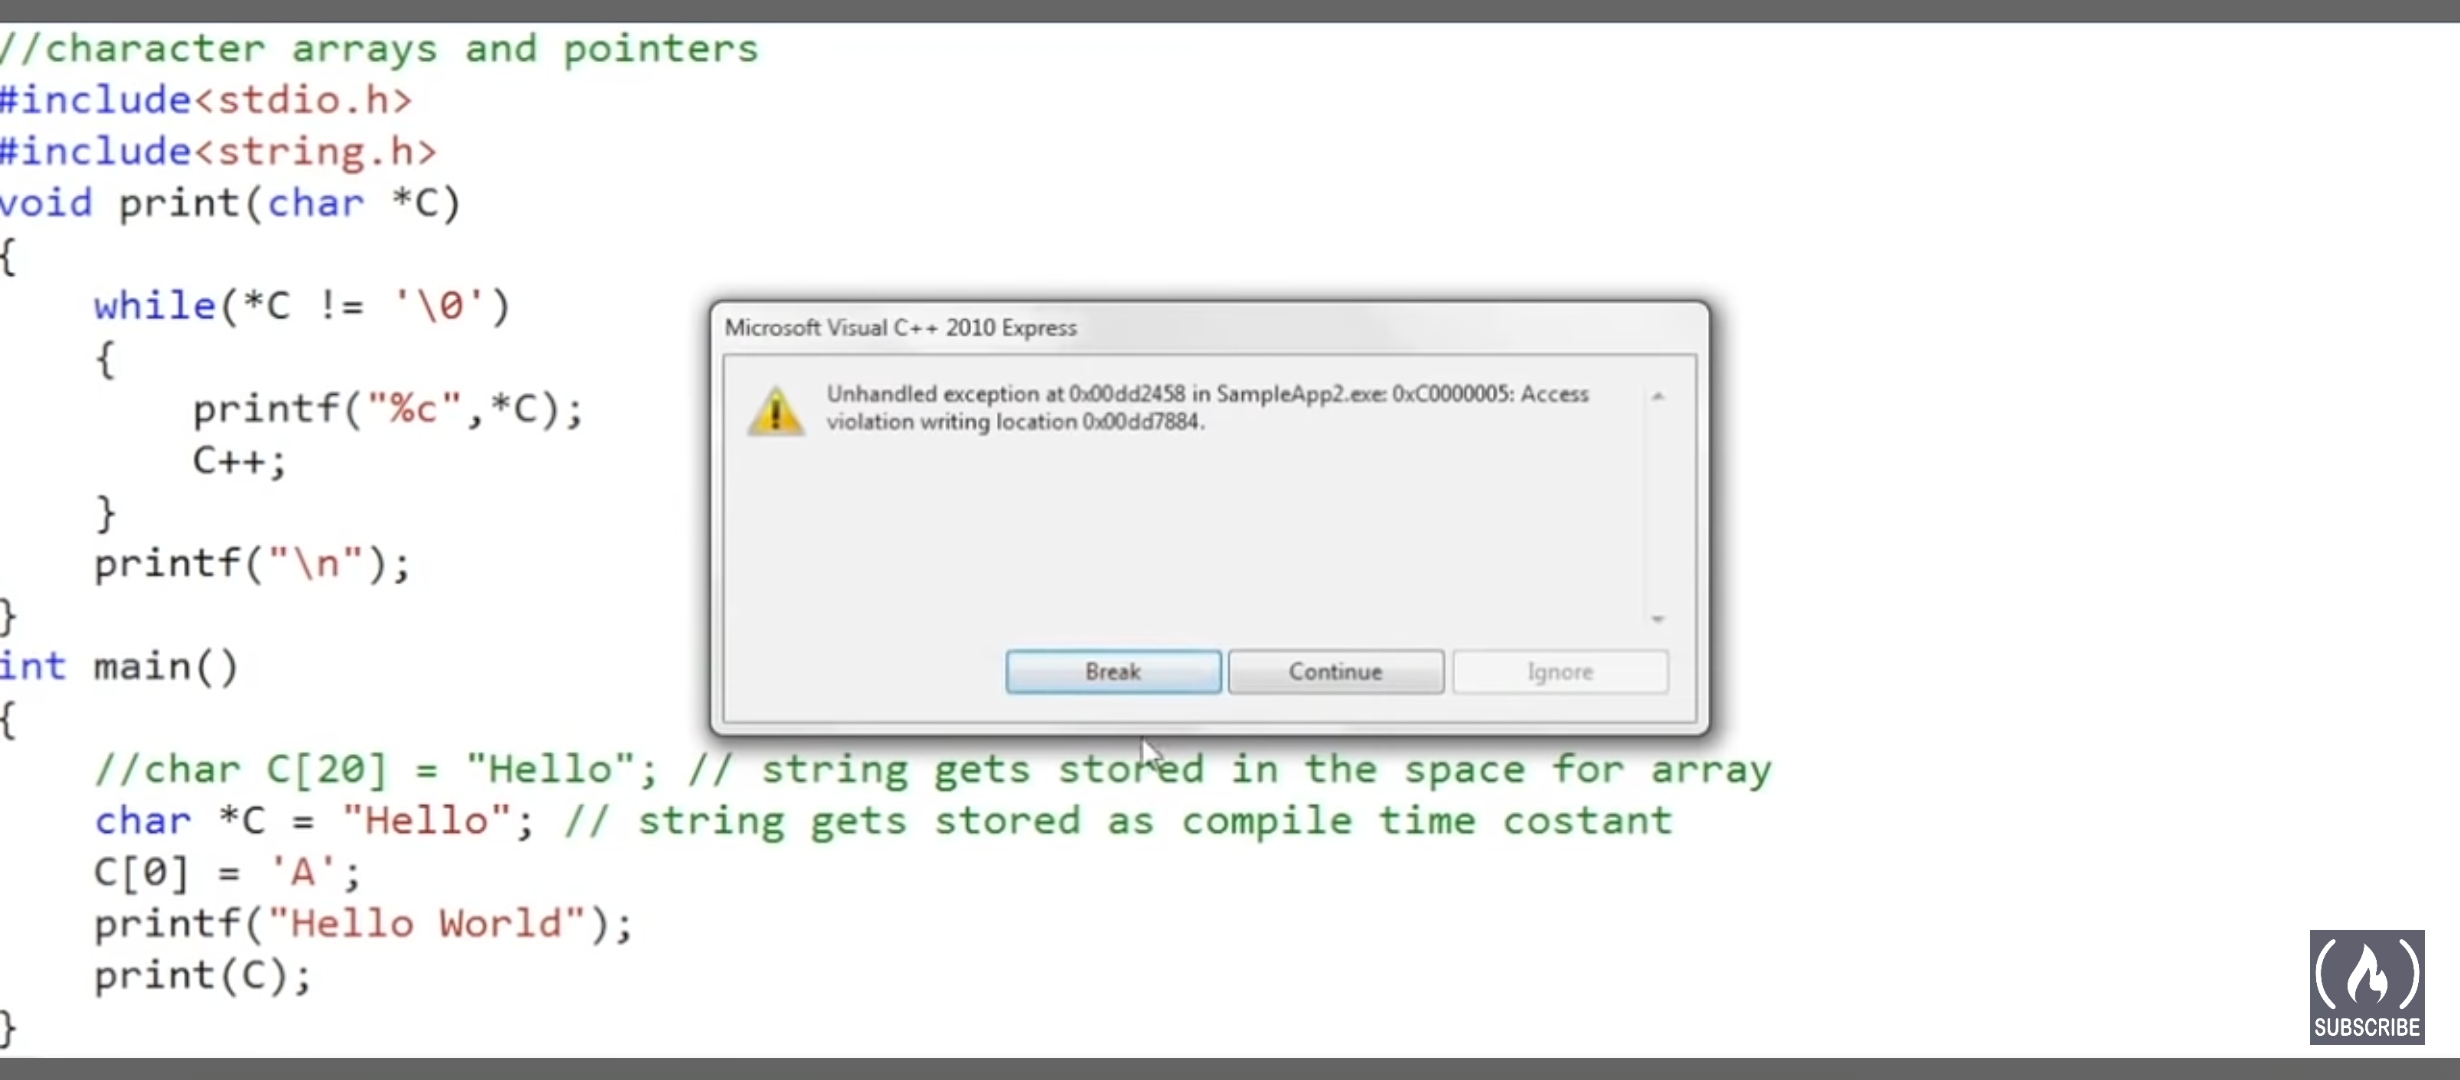 //character arrays and pointers
#include<stdio.h>
#include<string.h>
void print(char *C)
{
    while(*C != '\0')
    {
        printf("%c",*C);
        C++;
    }
    printf("\n");
}
int main()
{
    //char C[20] = "Hello"; // string gets stored in the space for array
    char *C = "Hello"; // string gets stored as compile time costant
    C[0] = 'A';
    printf("Hello World");
    print(C);
}
Microsoft Visual C++ 2010 Express
Unhandled exception at 0x00dd2458 in SampleApp2.exe: 0xC0000005: Access
violation writing location 0x00dd7884.
Break
Continue
Ignore
SUBSCRIBE